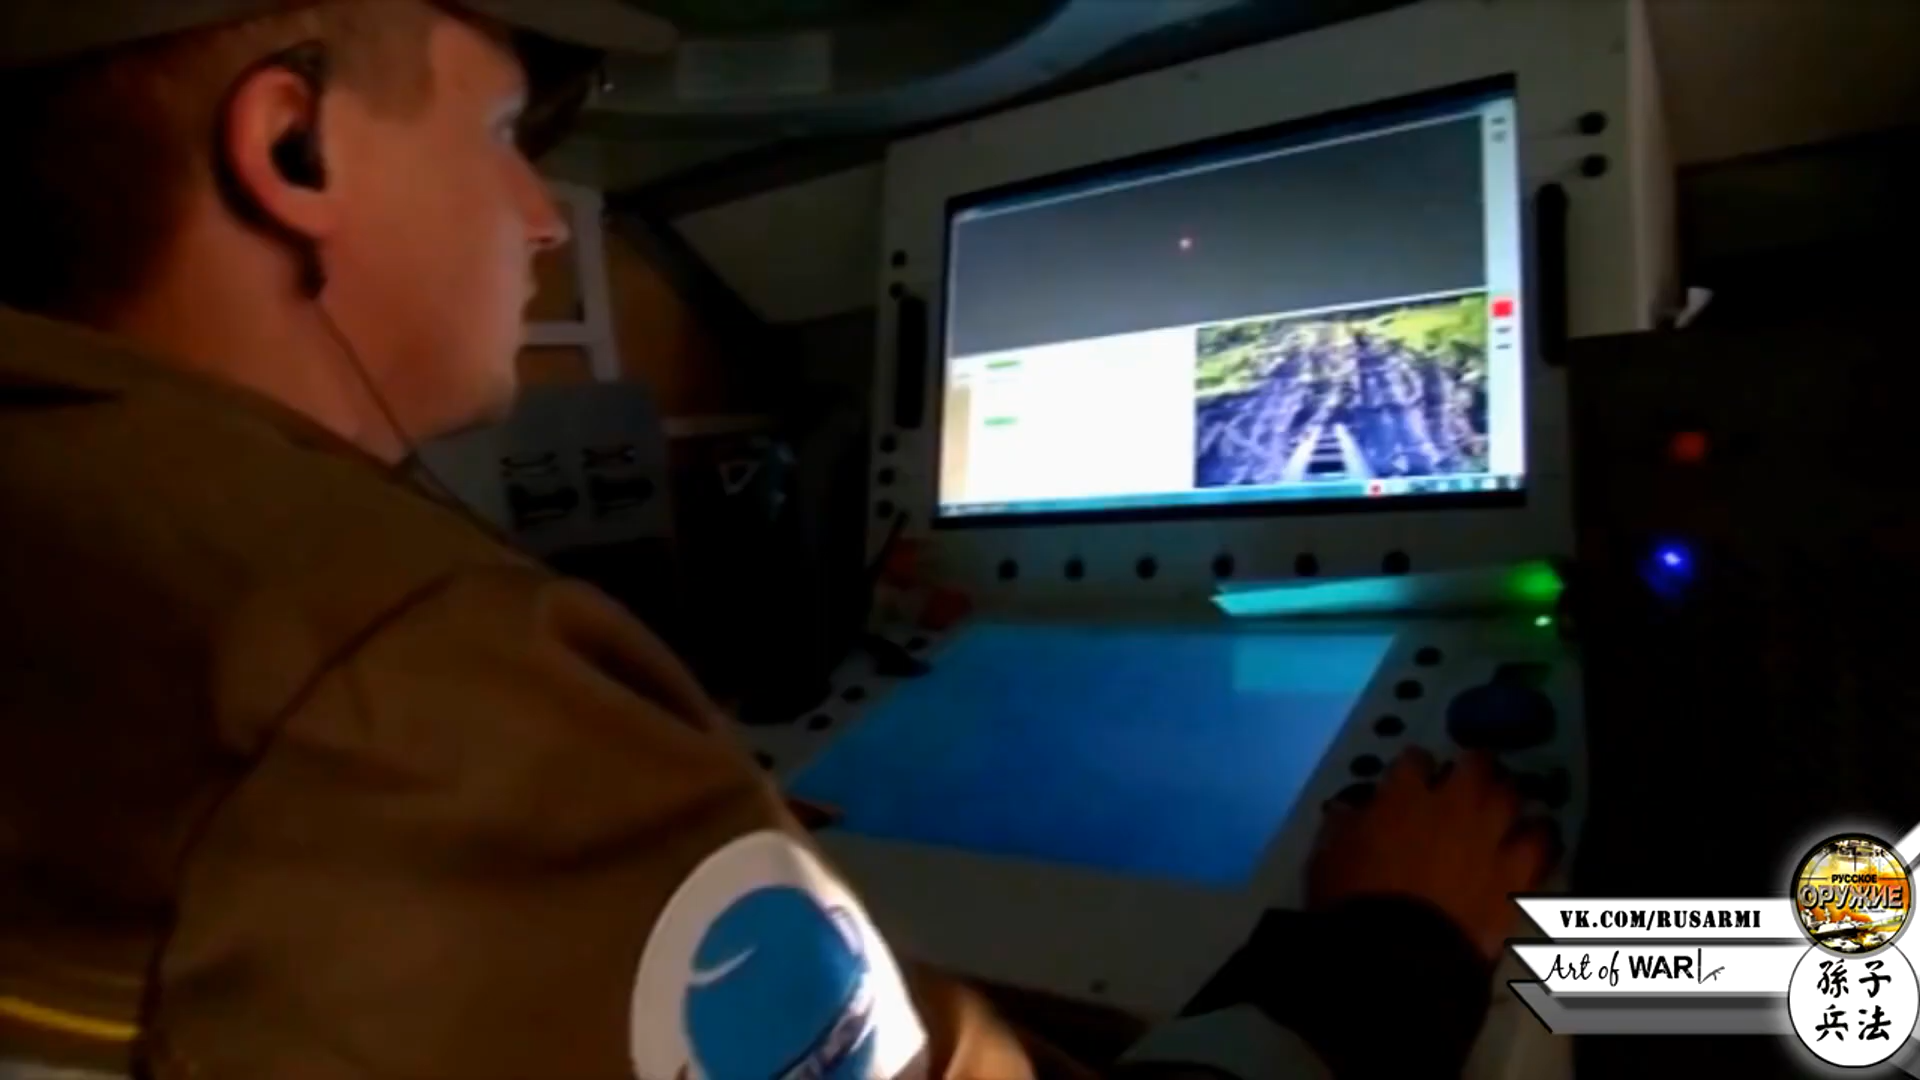 VK.COM/RUSARMI
РУССКОЕ
ОРУЖИЕ
Art of WAR
孫子
兵法